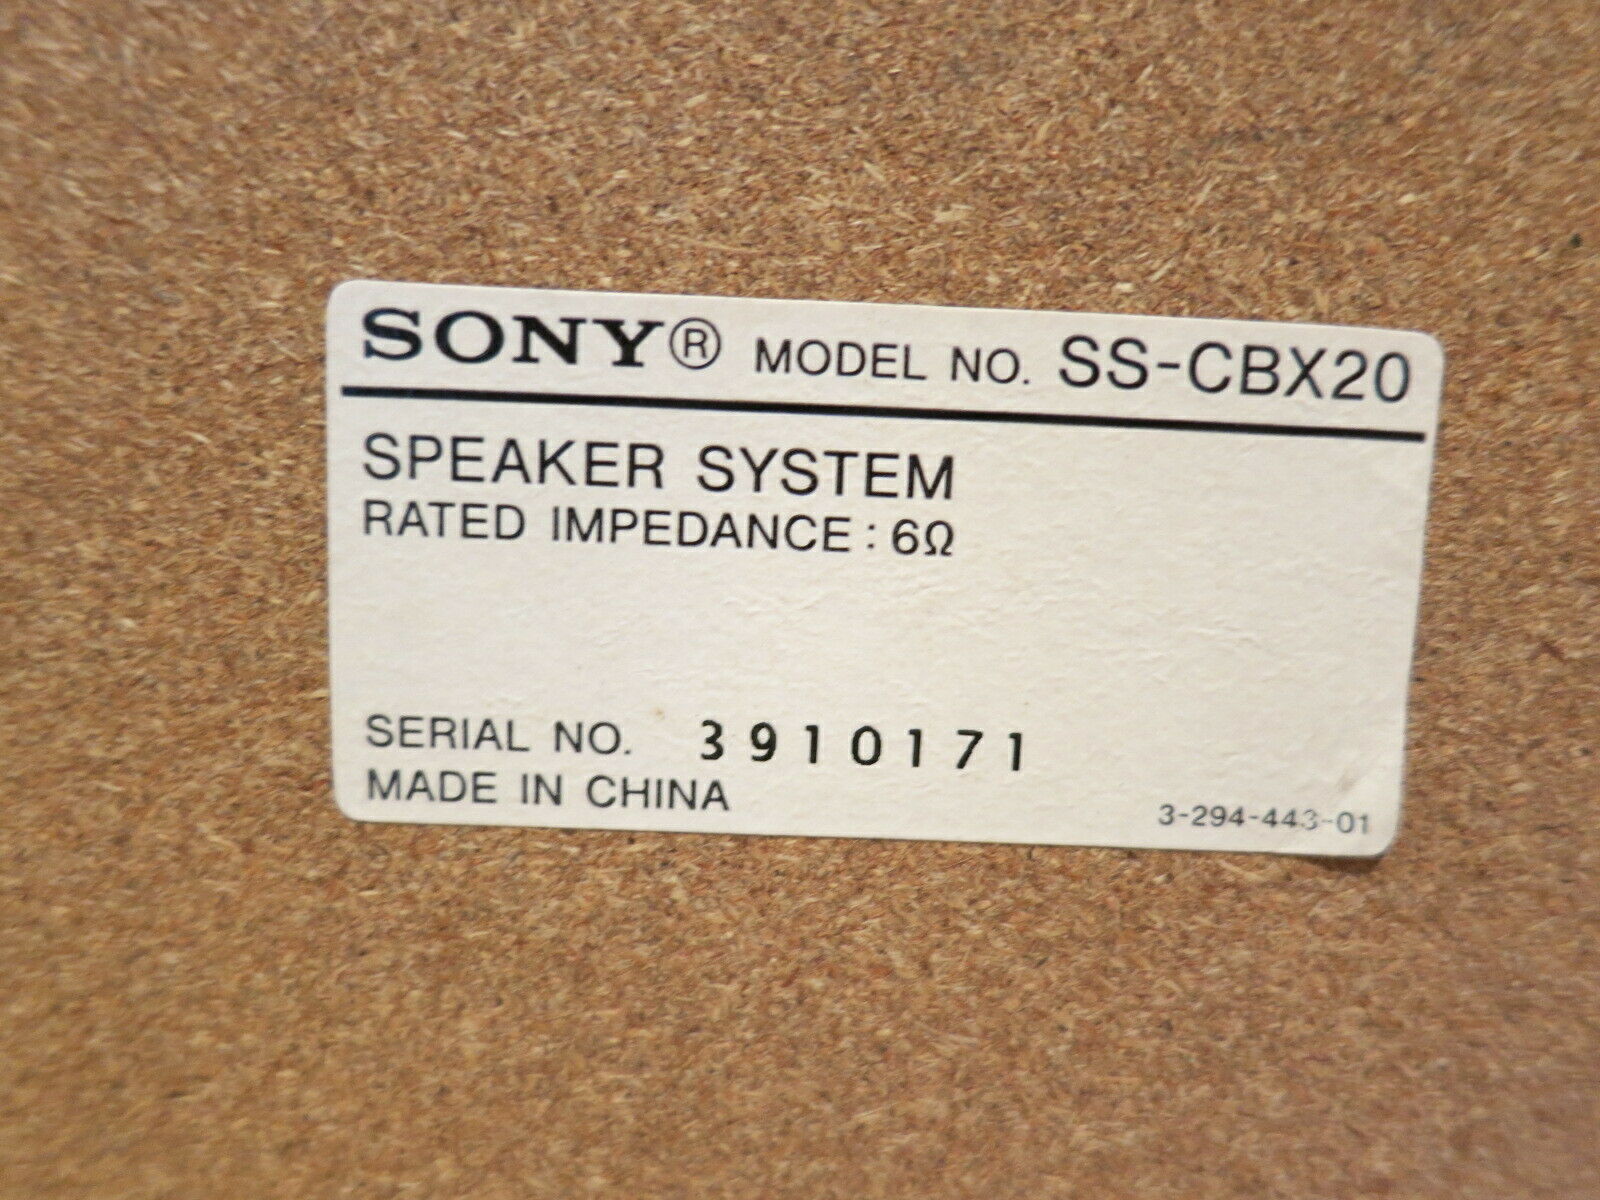 SONY® MODEL NO. SS-CBX20
SPEAKER SYSTEM
RATED IMPEDANCE : 6Ω
SERIAL NO. 3910171
MADE IN CHINA
3-294-443-01